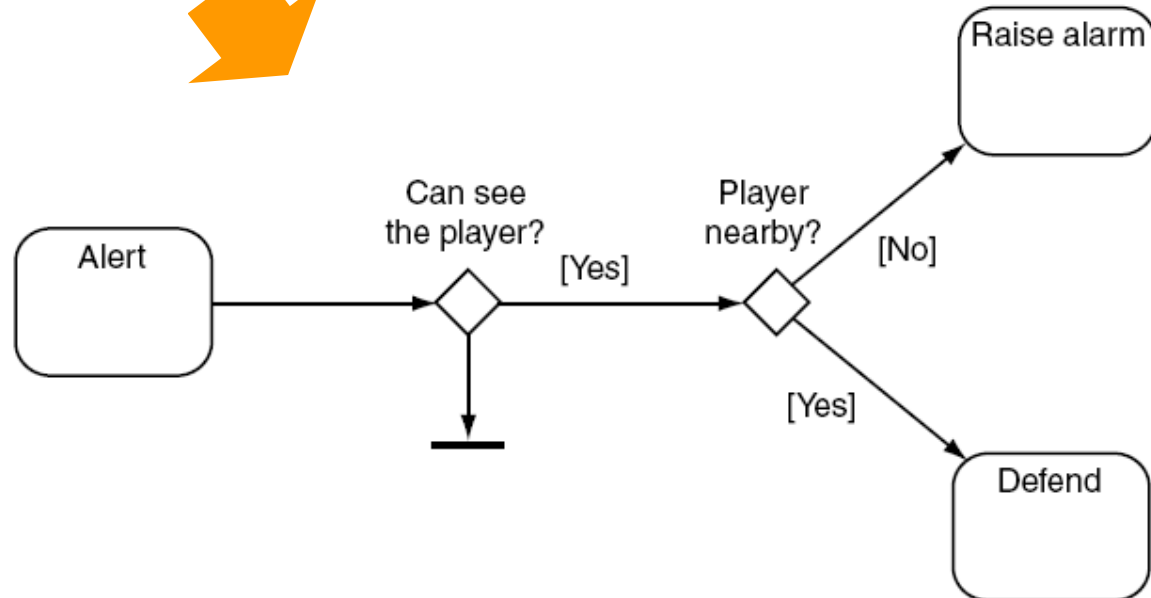 Raise alarm
Can see
the player?
Player
nearby?
Alert
[Yes]
[No]
[Yes]
Defend